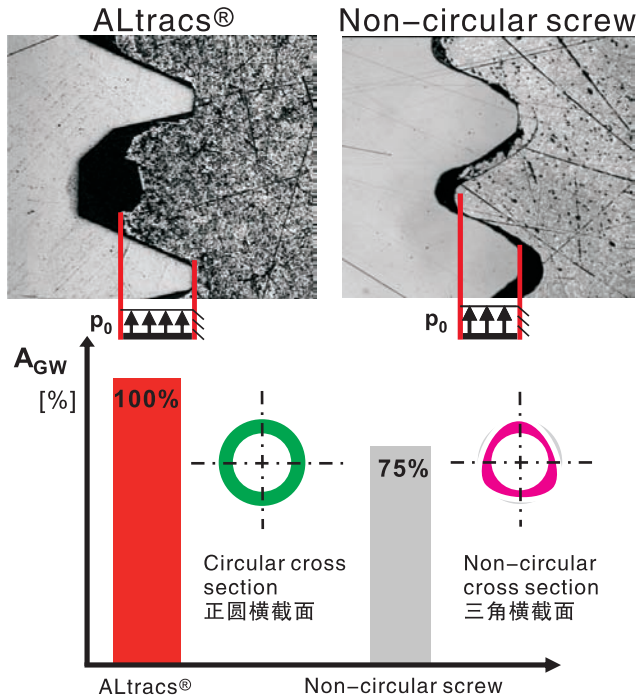 ALtracs®
Non-circular screw
p0
p0
AGW
[%]
100%
75%
Circular cross
section
正圆横截面
Non-circular
cross section
三角横截面
ALtracs®
Non-circular screw